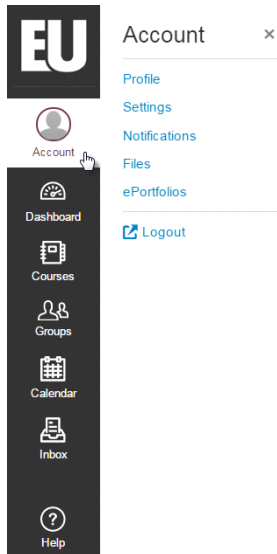 EU
Account
Dashboard
Courses
Groups
Calendar
Inbox
?
Help
Account ×
Profile
Settings
Notifications
Files
ePortfolios
Logout